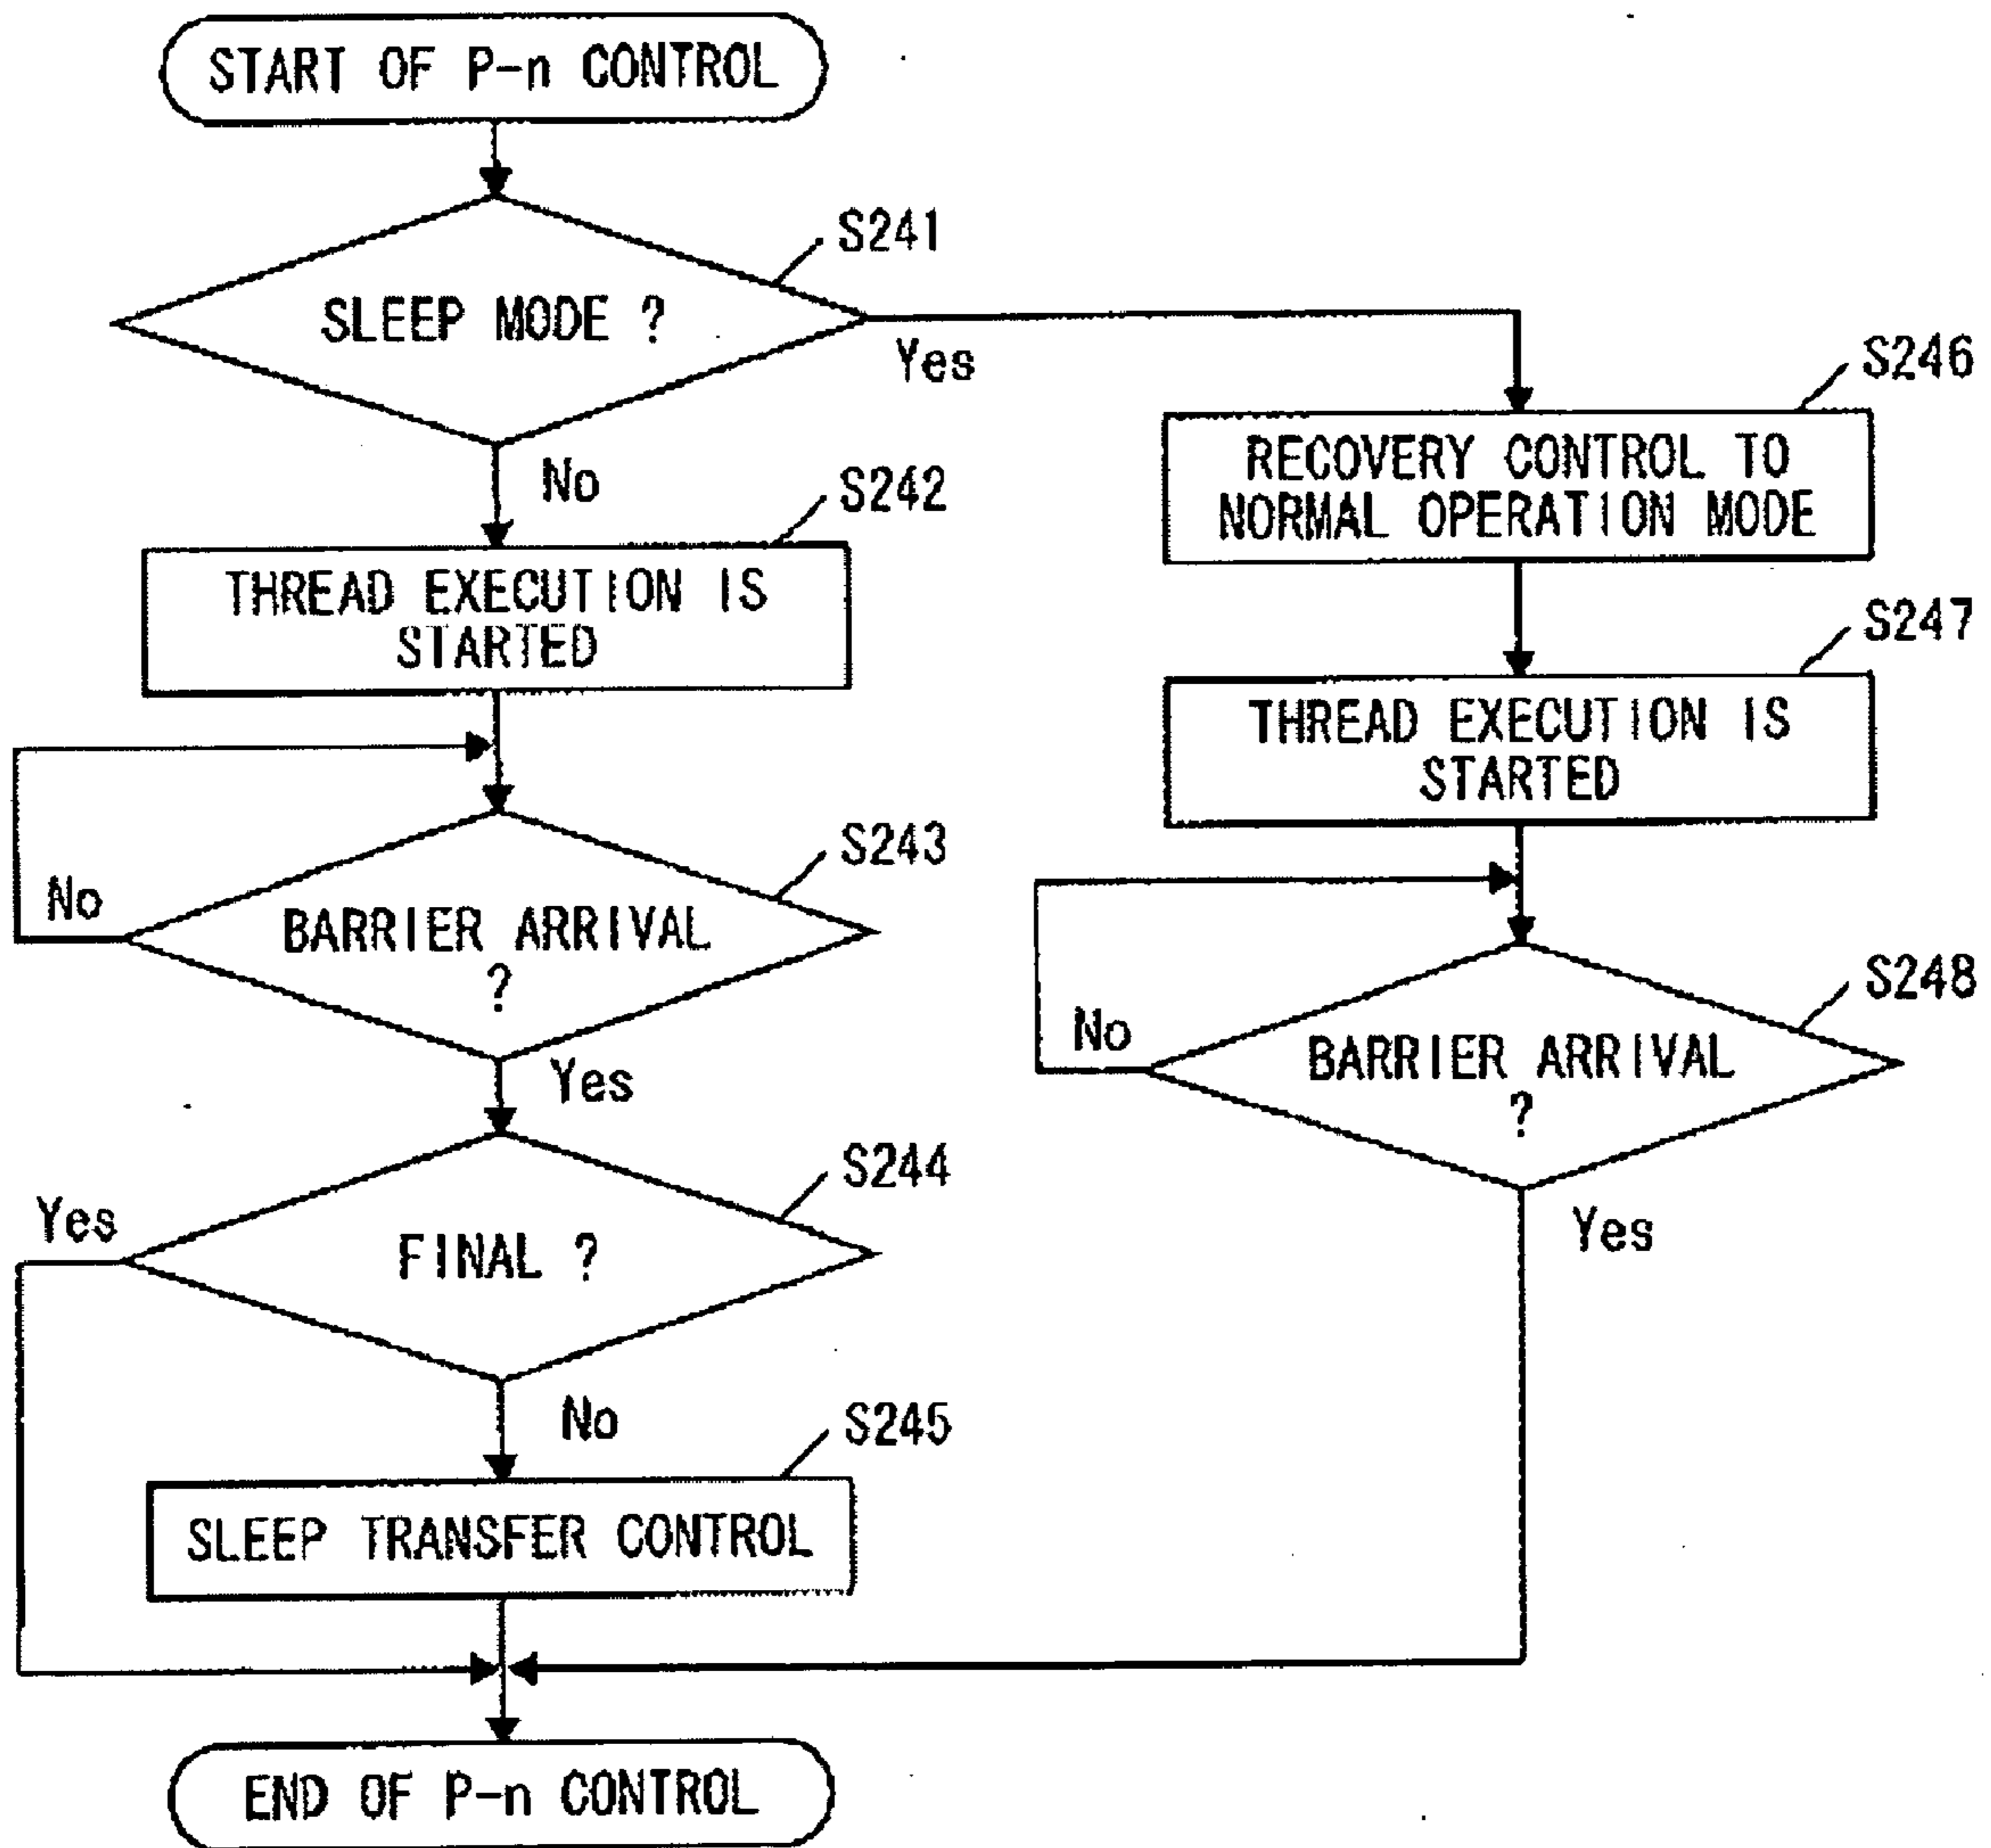 START OF P-n CONTROL
S241
SLEEP MODE ?
Yes
No
S242
THREAD EXECUTION IS
STARTED
S243
No
BARRIER ARRIVAL
?
Yes
S244
Yes
FINAL ?
No
S245
SLEEP TRANSFER CONTROL
S246
RECOVERY CONTROL TO
NORMAL OPERATION MODE
S247
THREAD EXECUTION IS
STARTED
S248
No
BARRIER ARRIVAL
?
Yes
END OF P-n CONTROL